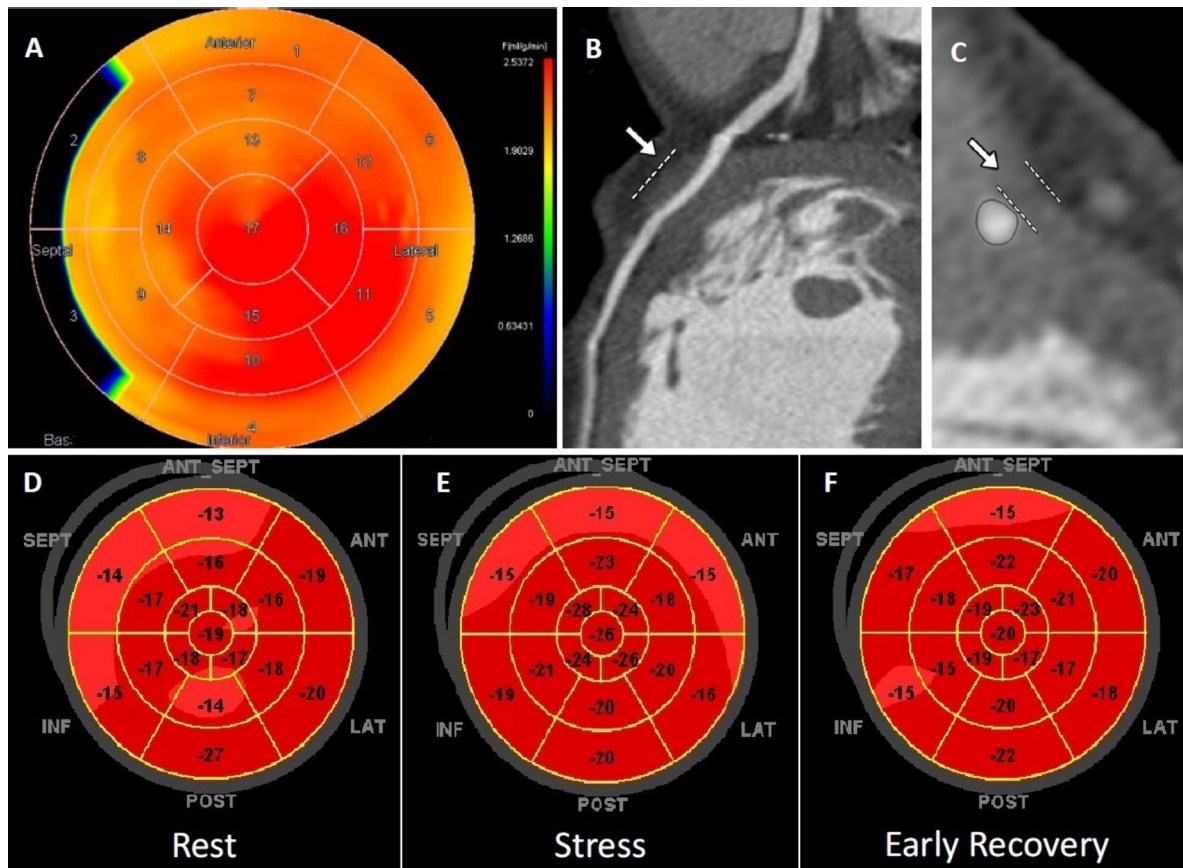 A
Anterior
1
2
7
6
8
13
12
Septal
14
17
16
Lateral
3
9
15
11
5
10
4
Bas:
Inferior
F(ml/g/min)
2.5372
1.9029
1.2686
0.63431
0
B
C
D
ANT_SEPT
SEPT
ANT
INF
LAT
POST
-13
-14
-16
-19
-17
-21
-18
-16
-19
-17
-18
-17
-18
-15
-14
-20
-27
Rest
E
ANT_SEPT
SEPT
ANT
INF
LAT
POST
-15
-15
-23
-15
-19
-28
-24
-18
-26
-21
-24
-26
-20
-19
-20
-16
-20
Stress
F
ANT_SEPT
SEPT
ANT
INF
LAT
POST
-15
-17
-22
-20
-18
-19
-23
-21
-20
-15
-19
-17
-17
-15
-20
-18
-22
Early Recovery